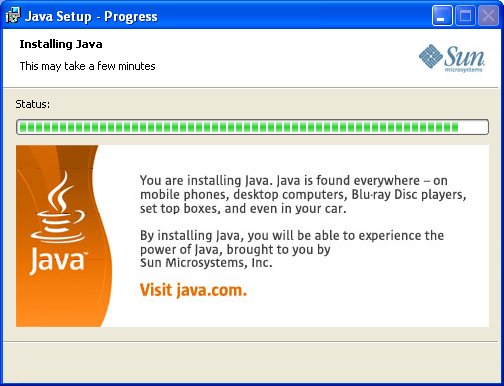 Java Setup - Progress
Installing Java
This may take a few minutes
Sun
microsystems
Status:
You are installing Java. Java is found everywhere – on
mobile phones, desktop computers, Blu-ray Disc players,
set top boxes, and even in your car.
By installing Java, you will be able to experience the
power of Java, brought to you by
Sun Microsystems, Inc.
Visit java.com.
Java™